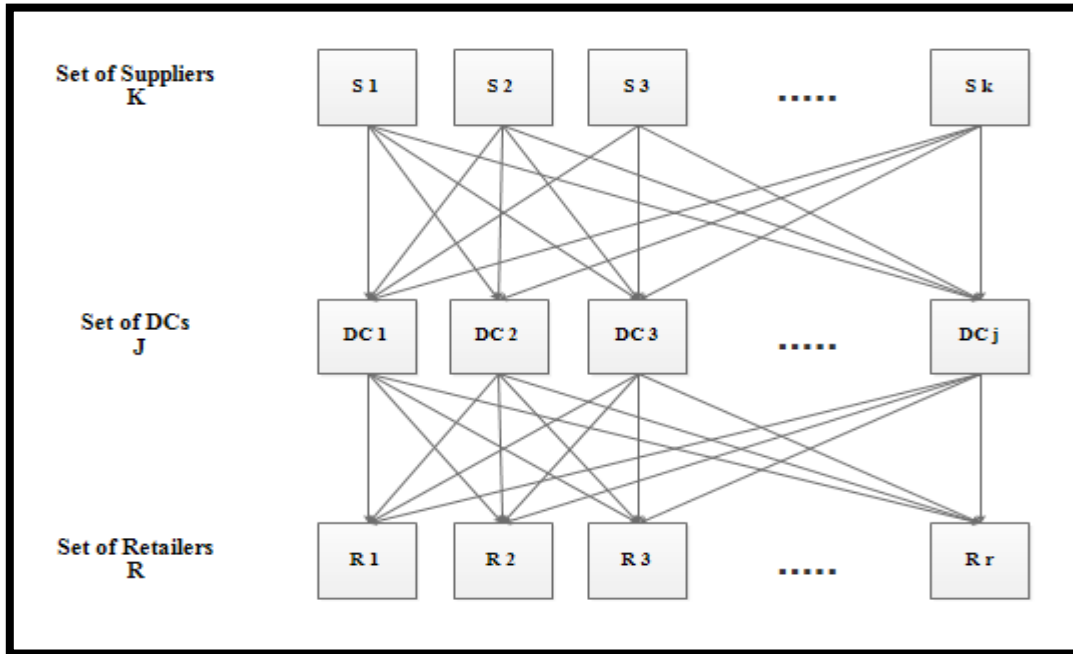 Set of Suppliers
K
S 1
S 2
S 3
.....
S k
Set of DCs
J
DC 1
DC 2
DC 3
.....
DC j
Set of Retailers
R
R 1
R 2
R 3
.....
R r